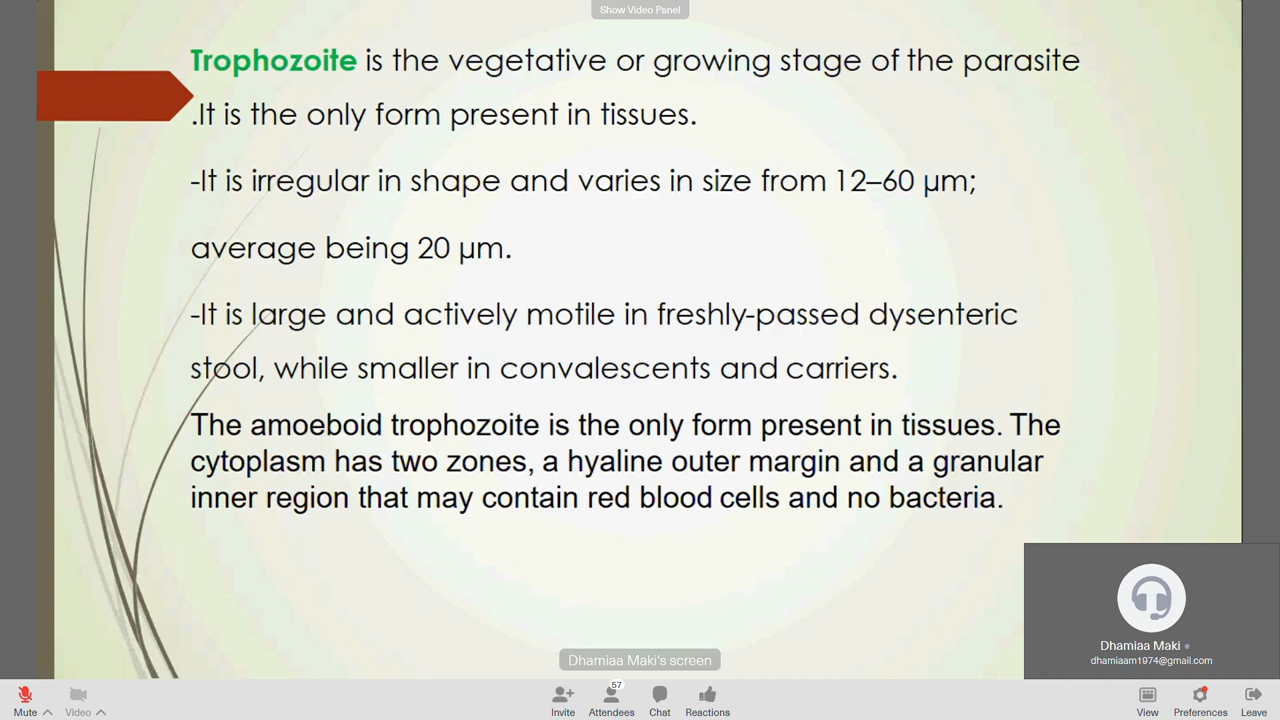 Show Video Panel
Trophozoite is the vegetative or growing stage of the parasite
.It is the only form present in tissues.
-It is irregular in shape and varies in size from 12–60 μm;
average being 20 μm.
-It is large and actively motile in freshly-passed dysenteric
stool, while smaller in convalescents and carriers.
The amoeboid trophozoite is the only form present in tissues. The
cytoplasm has two zones, a hyaline outer margin and a granular
inner region that may contain red blood cells and no bacteria.
Dhamiaa Maki
dhamiaam1974@gmail.com
Dhamiaa Maki's screen
57
Mute
Video
Invite
Attendees
Chat
Reactions
View
Preferences
Leave